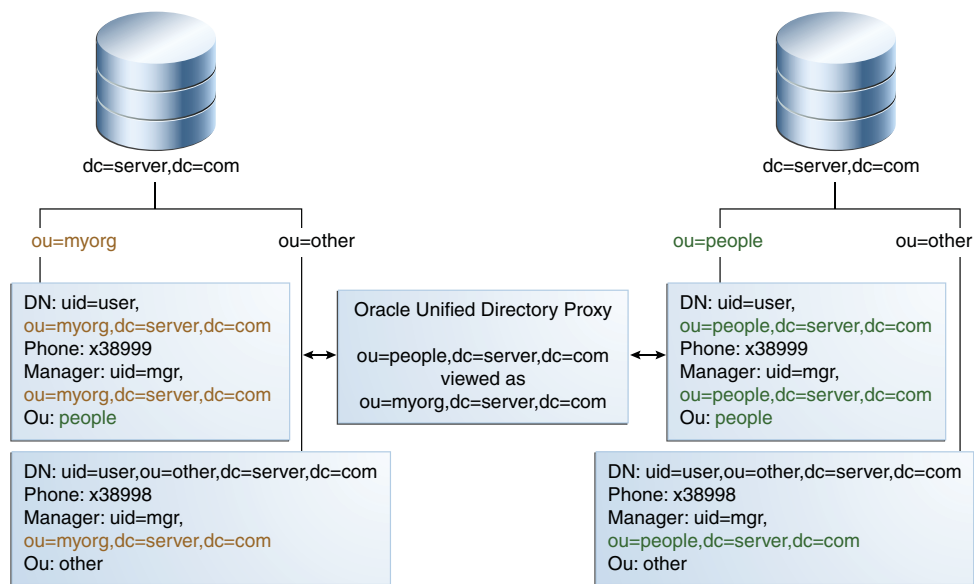 dc=server,dc=com
ou=myorg
ou=other
DN: uid=user,
ou=myorg,dc=server,dc=com
Phone: x38999
Manager: uid=mgr,
ou=myorg,dc=server,dc=com
Ou: people
DN: uid=user,ou=other,dc=server,dc=com
Phone: x38998
Manager: uid=mgr,
ou=myorg,dc=server,dc=com
Ou: other
Oracle Unified Directory Proxy
ou=people,dc=server,dc=com
viewed as
ou=myorg,dc=server,dc=com
dc=server,dc=com
ou=people
ou=other
DN: uid=user,
ou=people,dc=server,dc=com
Phone: x38999
Manager: uid=mgr,
ou=people,dc=server,dc=com
Ou: people
DN: uid=user,ou=other,dc=server,dc=com
Phone: x38998
Manager: uid=mgr,
ou=people,dc=server,dc=com
Ou: other